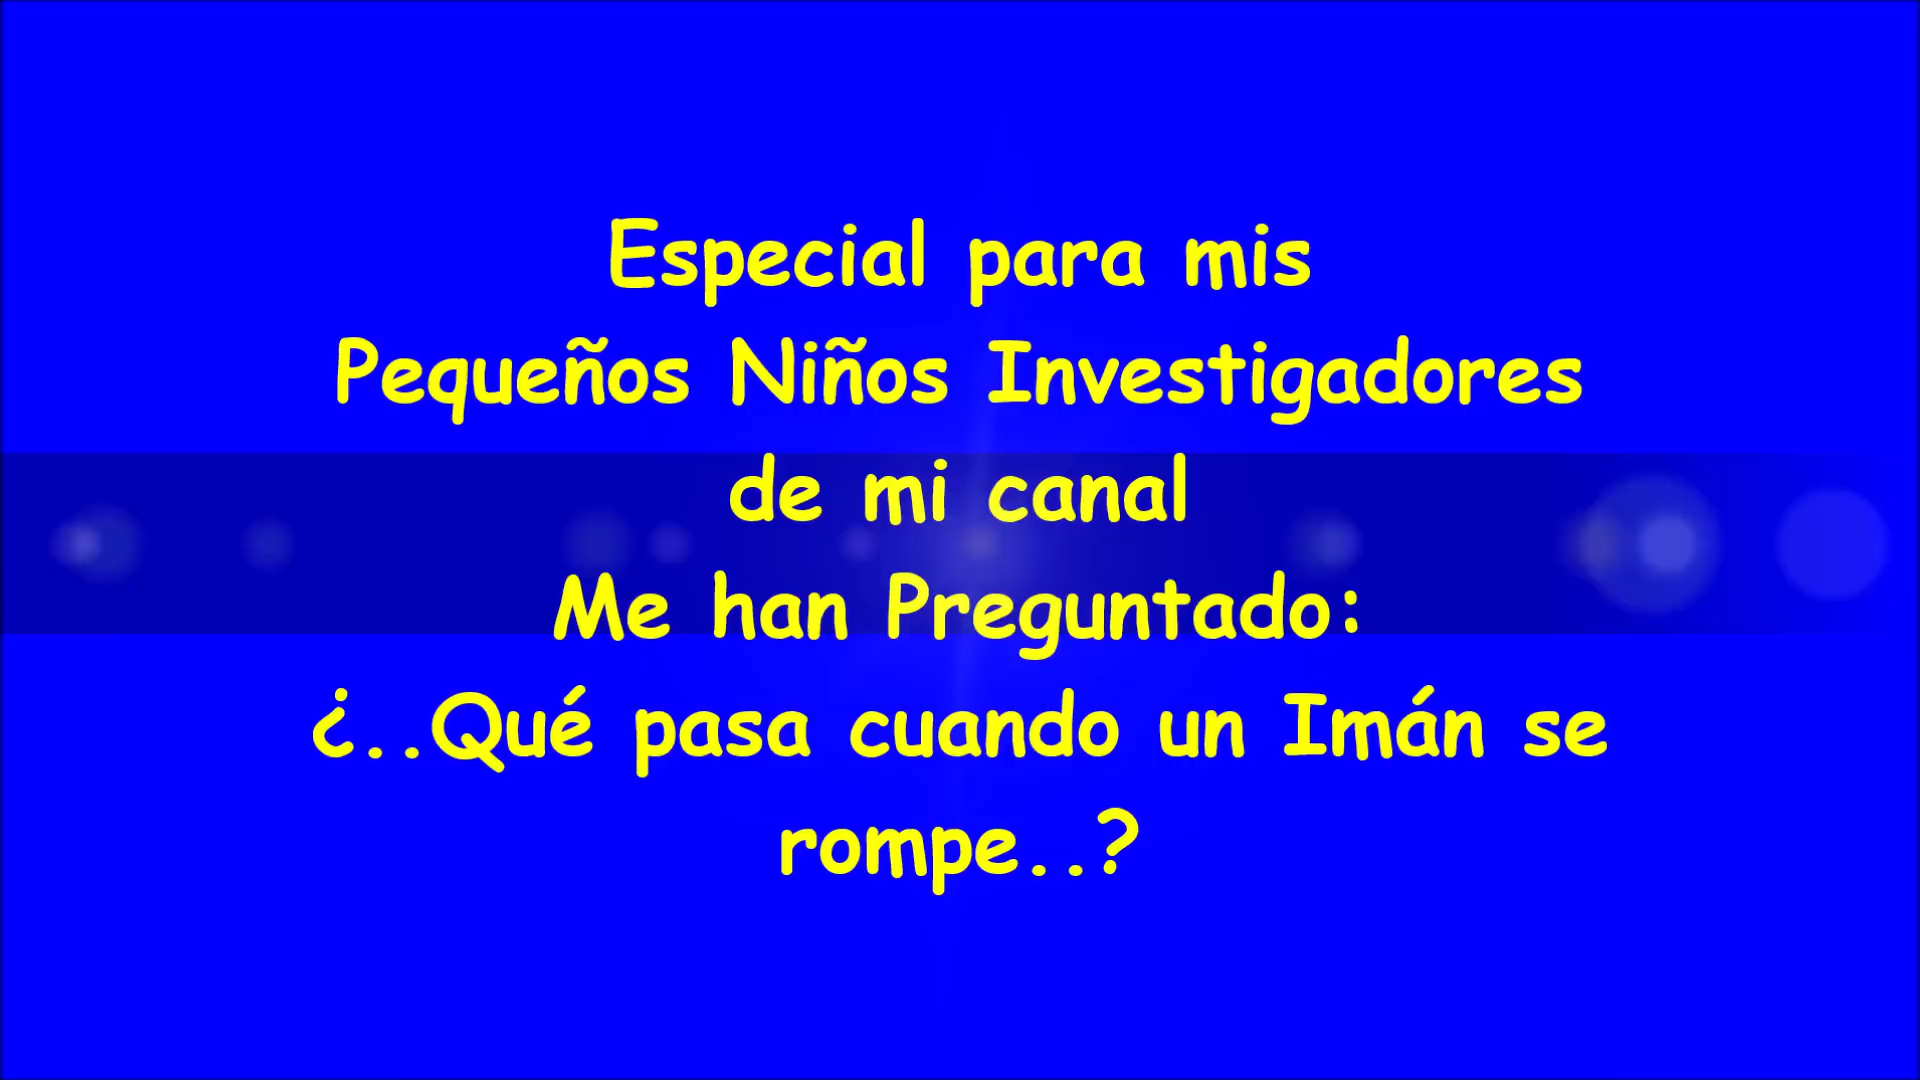 Especial para mis
Pequeños Niños Investigadores
de mi canal
Me han Preguntado:
¿..Qué pasa cuando un Imán se
rompe..?